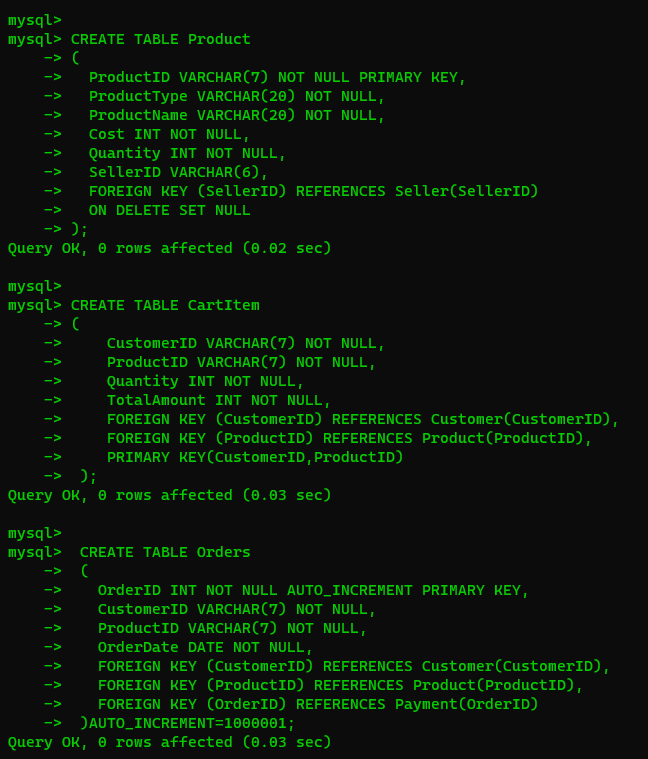 mysql>
mysql> CREATE TABLE Product
    -> (
    ->   ProductID VARCHAR(7) NOT NULL PRIMARY KEY,
    ->   ProductType VARCHAR(20) NOT NULL,
    ->   ProductName VARCHAR(20) NOT NULL,
    ->   Cost INT NOT NULL,
    ->   Quantity INT NOT NULL,
    ->   SellerID VARCHAR(6),
    ->   FOREIGN KEY (SellerID) REFERENCES Seller(SellerID)
    ->   ON DELETE SET NULL
    -> );
Query OK, 0 rows affected (0.02 sec)

mysql>
mysql> CREATE TABLE CartItem
    -> (
    ->     CustomerID VARCHAR(7) NOT NULL,
    ->     ProductID VARCHAR(7) NOT NULL,
    ->     Quantity INT NOT NULL,
    ->     TotalAmount INT NOT NULL,
    ->     FOREIGN KEY (CustomerID) REFERENCES Customer(CustomerID),
    ->     FOREIGN KEY (ProductID) REFERENCES Product(ProductID),
    ->     PRIMARY KEY(CustomerID,ProductID)
    ->  );
Query OK, 0 rows affected (0.03 sec)

mysql>
mysql>  CREATE TABLE Orders
    ->  (
    ->    OrderID INT NOT NULL AUTO_INCREMENT PRIMARY KEY,
    ->    CustomerID VARCHAR(7) NOT NULL,
    ->    ProductID VARCHAR(7) NOT NULL,
    ->    OrderDate DATE NOT NULL,
    ->    FOREIGN KEY (CustomerID) REFERENCES Customer(CustomerID),
    ->    FOREIGN KEY (ProductID) REFERENCES Product(ProductID),
    ->    FOREIGN KEY (OrderID) REFERENCES Payment(OrderID)
    ->  )AUTO_INCREMENT=1000001;
Query OK, 0 rows affected (0.03 sec)